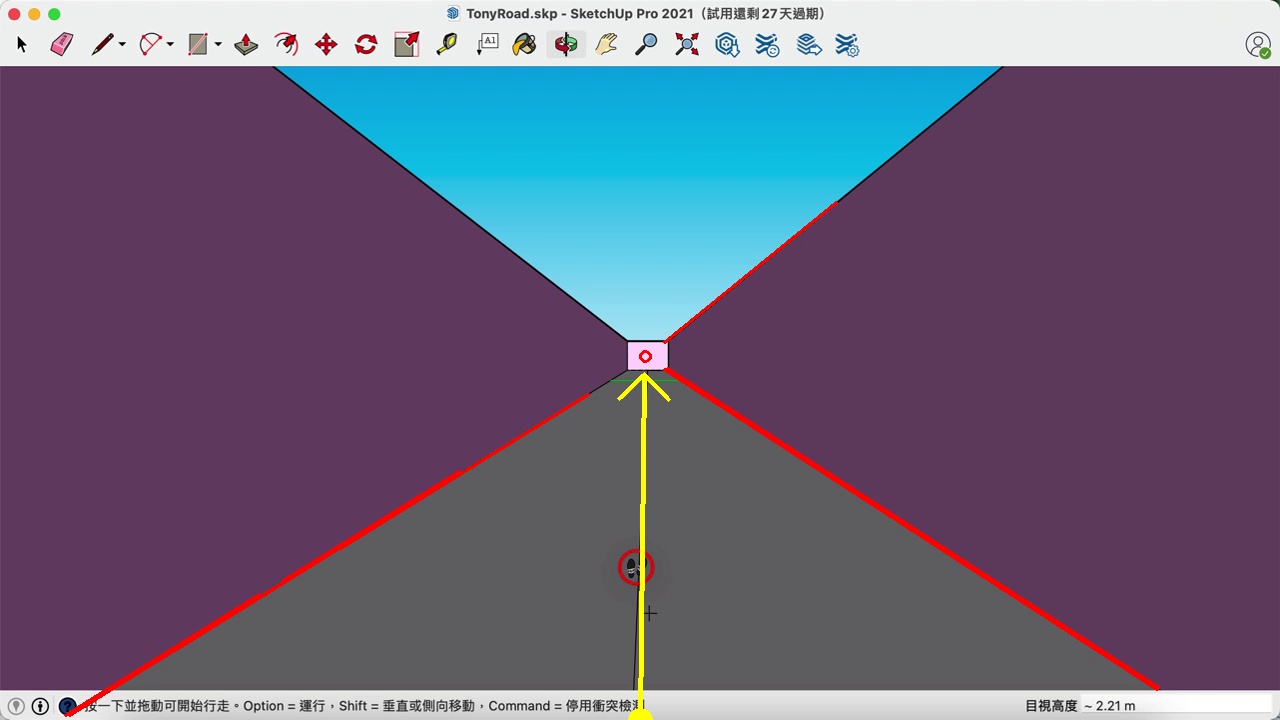 TonyRoad.skp - SketchUp Pro 2021（試用還剩 27 天過期）
A1
?
按一下並拖動可開始行走。Option = 運行，Shift = 垂直或側向移動，Command = 停用衝突檢測
目視高度 ~ 2.21 m